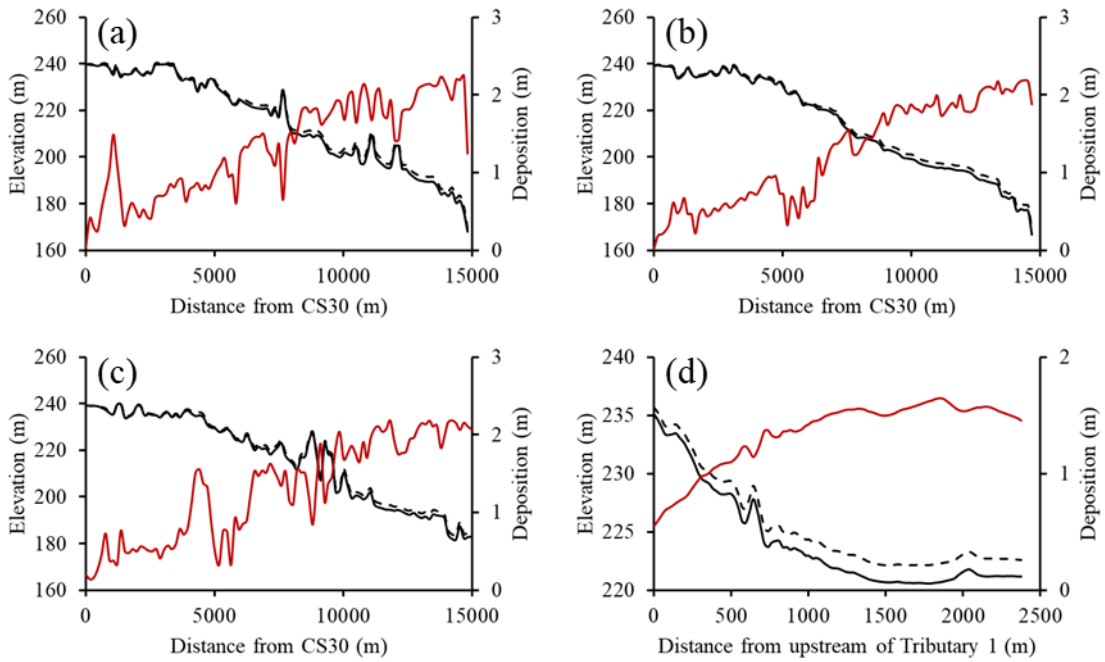 (a)
260
240
220
200
180
160
Elevation (m)
3
2
1
0
Deposition (m)
0 5000 10000 15000
Distance from CS30 (m)
(b)
260
240
220
200
180
160
Elevation (m)
3
2
1
0
Deposition (m)
0 5000 10000 15000
Distance from CS30 (m)
(c)
260
240
220
200
180
160
Elevation (m)
3
2
1
0
Deposition (m)
0 5000 10000 15000
Distance from CS30 (m)
(d)
240
235
230
225
220
Elevation (m)
2
1
0
Deposition (m)
0 500 1000 1500 2000 2500
Distance from upstream of Tributary 1 (m)